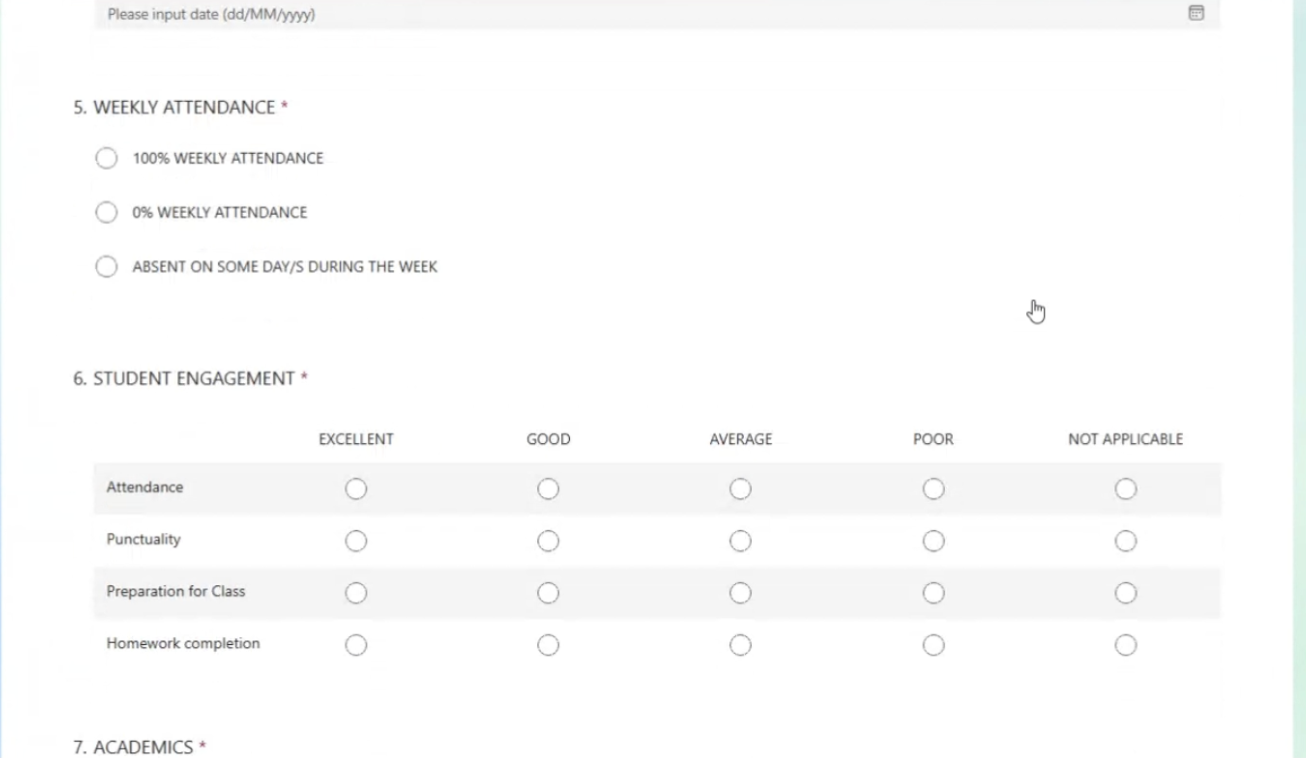 Please input date (dd/MM/yyyy)
5. WEEKLY ATTENDANCE *
100% WEEKLY ATTENDANCE
0% WEEKLY ATTENDANCE
ABSENT ON SOME DAY/S DURING THE WEEK
6. STUDENT ENGAGEMENT *
EXCELLENT GOOD AVERAGE POOR NOT APPLICABLE
Attendance
Punctuality
Preparation for Class
Homework completion
7. ACADEMICS *